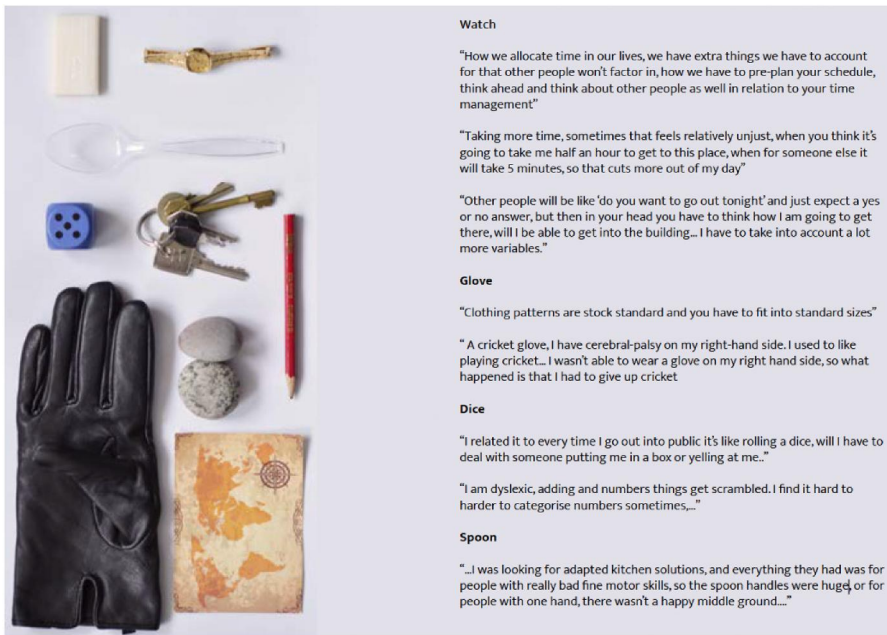 Watch
“How we allocate time in our lives, we have extra things we have to account
for that other people won’t factor in, how we have to pre-plan your schedule,
think ahead and think about other people as well in relation to your time
management”
“Taking more time, sometimes that feels relatively unjust, when you think it’s
going to take me half an hour to get to this place, when for someone else it
will take 5 minutes, so that cuts more out of my day”
“Other people will be like ‘do you want to go out tonight’ and just expect a yes
or no answer, but then in your head you have to think how I am going to get
there, will I be able to get into the building... I have to take into account a lot
more variables.”
Glove
“Clothing patterns are stock standard and you have to fit into standard sizes”
“ A cricket glove, I have cerebral-palsy on my right-hand side. I used to like
playing cricket... I wasn’t able to wear a glove on my right hand side, so what
happened is that I had to give up cricket
Dice
“I related it to every time I go out into public it’s like rolling a dice, will I have to
deal with someone putting me in a box or yelling at me..”
“I am dyslexic, adding and numbers things get scrambled. I find it hard to
harder to categorise numbers sometimes,...”
Spoon
“...I was looking for adapted kitchen solutions, and everything they had was for
people with really bad fine motor skills, so the spoon handles were huge, or for
people with one hand, there wasn’t a happy middle ground....”